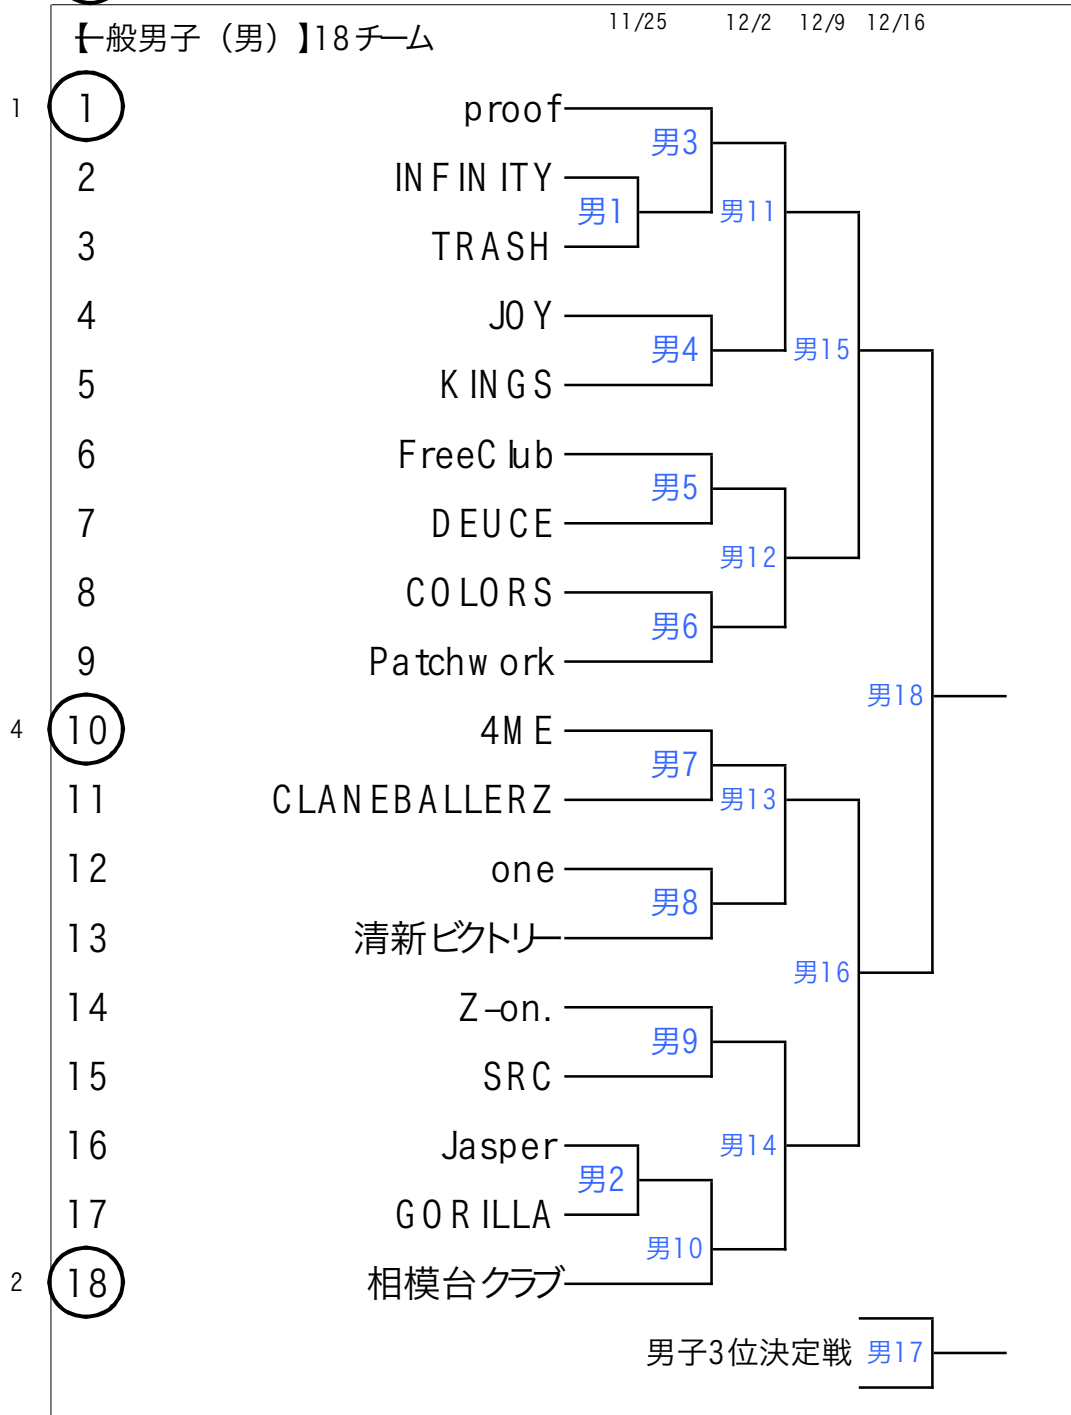 【一般男子（男）】18チーム 11/25 12/2 12/9 12/16
1 1 proof
男3
2 INFINITY
男1 男11
3 TRASH
4 JOY
男4 男15
5 KINGS
6 FreeClub
男5
7 DEUCE
男12
8 COLORS
男6
9 Patchwork
男18
4 10 4ME
男7
11 CLANEBALLERZ 男13
12 one
男8
13 清新ビクトリー
男16
14 Z-on.
男9
15 SRC
16 Jasper 男14
男2
17 GORILLA
男10
2 18 相模台クラブ
男子3位決定戦 男17